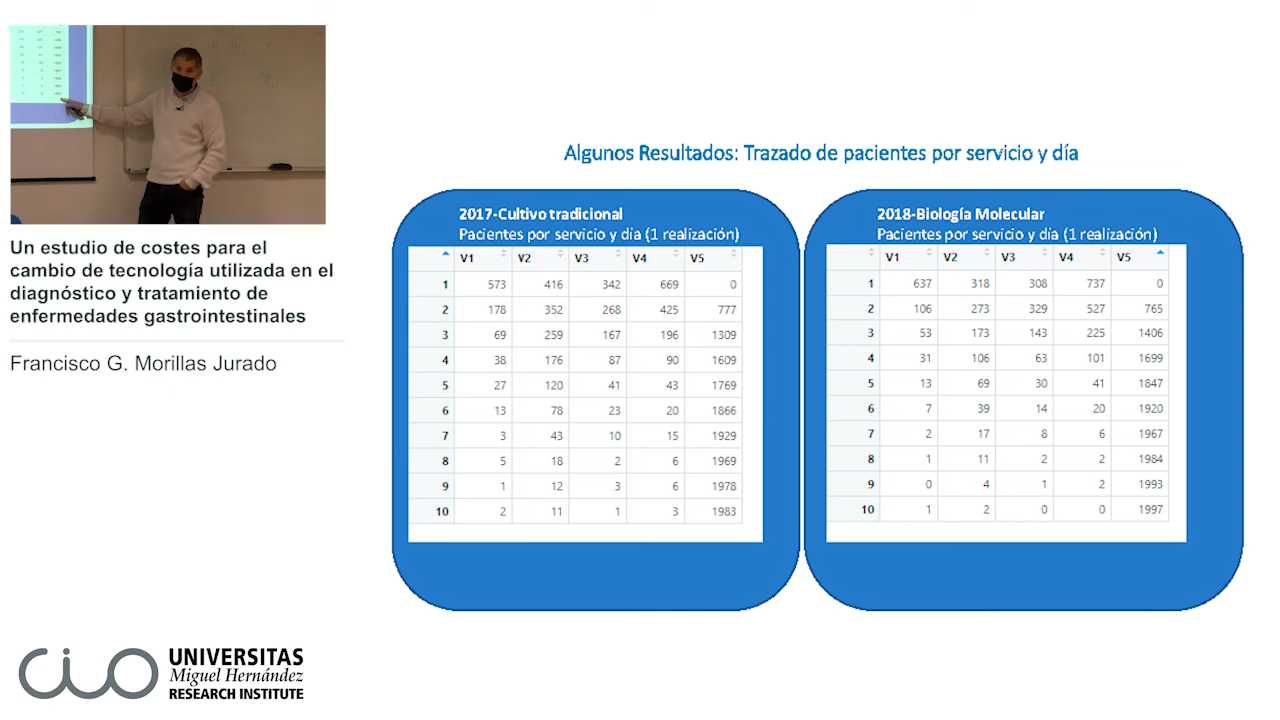 Un estudio de costes para el
cambio de tecnología utilizada en el
diagnóstico y tratamiento de
enfermedades gastrointestinales
Francisco G. Morillas Jurado
CIO
UNIVERSITAS
Miguel Hernández
RESEARCH INSTITUTE
Algunos Resultados: Trazado de pacientes por servicio y día
2017-Cultivo tradicional
Pacientes por servicio y dia (1 realización)
V1 V2 V3 V4 V5
1 573 416 342 669 0
2 178 352 268 425 777
3 69 259 167 196 1309
4 38 176 87 90 1609
5 27 120 41 43 1769
6 13 78 23 20 1866
7 3 43 10 15 1929
8 5 18 2 6 1969
9 1 12 3 6 1978
10 2 11 1 3 1983
2018-Biología Molecular
Pacientes por servicio y día (1 realización)
V1 V2 V3 V4 V5
1 637 318 308 737 0
2 106 273 329 527 765
3 53 173 143 225 1406
4 31 106 63 101 1699
5 13 69 30 41 1847
6 7 39 14 20 1920
7 2 17 8 6 1967
8 1 11 2 2 1984
9 0 4 1 2 1993
10 1 2 0 0 1997